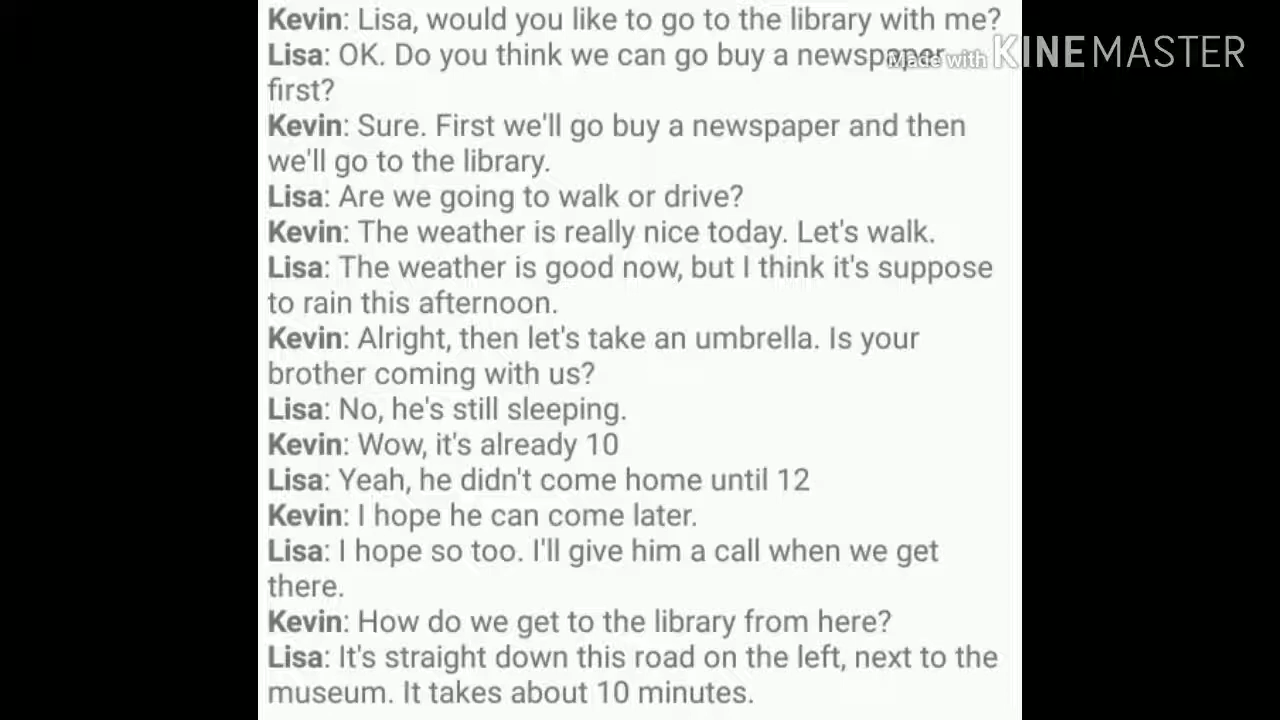 Kevin: Lisa, would you like to go to the library with me?
Lisa: OK. Do you think we can go buy a newspaper
Made with KINEMASTER
first?
Kevin: Sure. First we'll go buy a newspaper and then
we'll go to the library.
Lisa: Are we going to walk or drive?
Kevin: The weather is really nice today. Let's walk.
Lisa: The weather is good now, but I think it's suppose
to rain this afternoon.
Kevin: Alright, then let's take an umbrella. Is your
brother coming with us?
Lisa: No, he's still sleeping.
Kevin: Wow, it's already 10
Lisa: Yeah, he didn't come home until 12
Kevin: I hope he can come later.
Lisa: I hope so too. I'll give him a call when we get
there.
Kevin: How do we get to the library from here?
Lisa: It's straight down this road on the left, next to the
museum. It takes about 10 minutes.